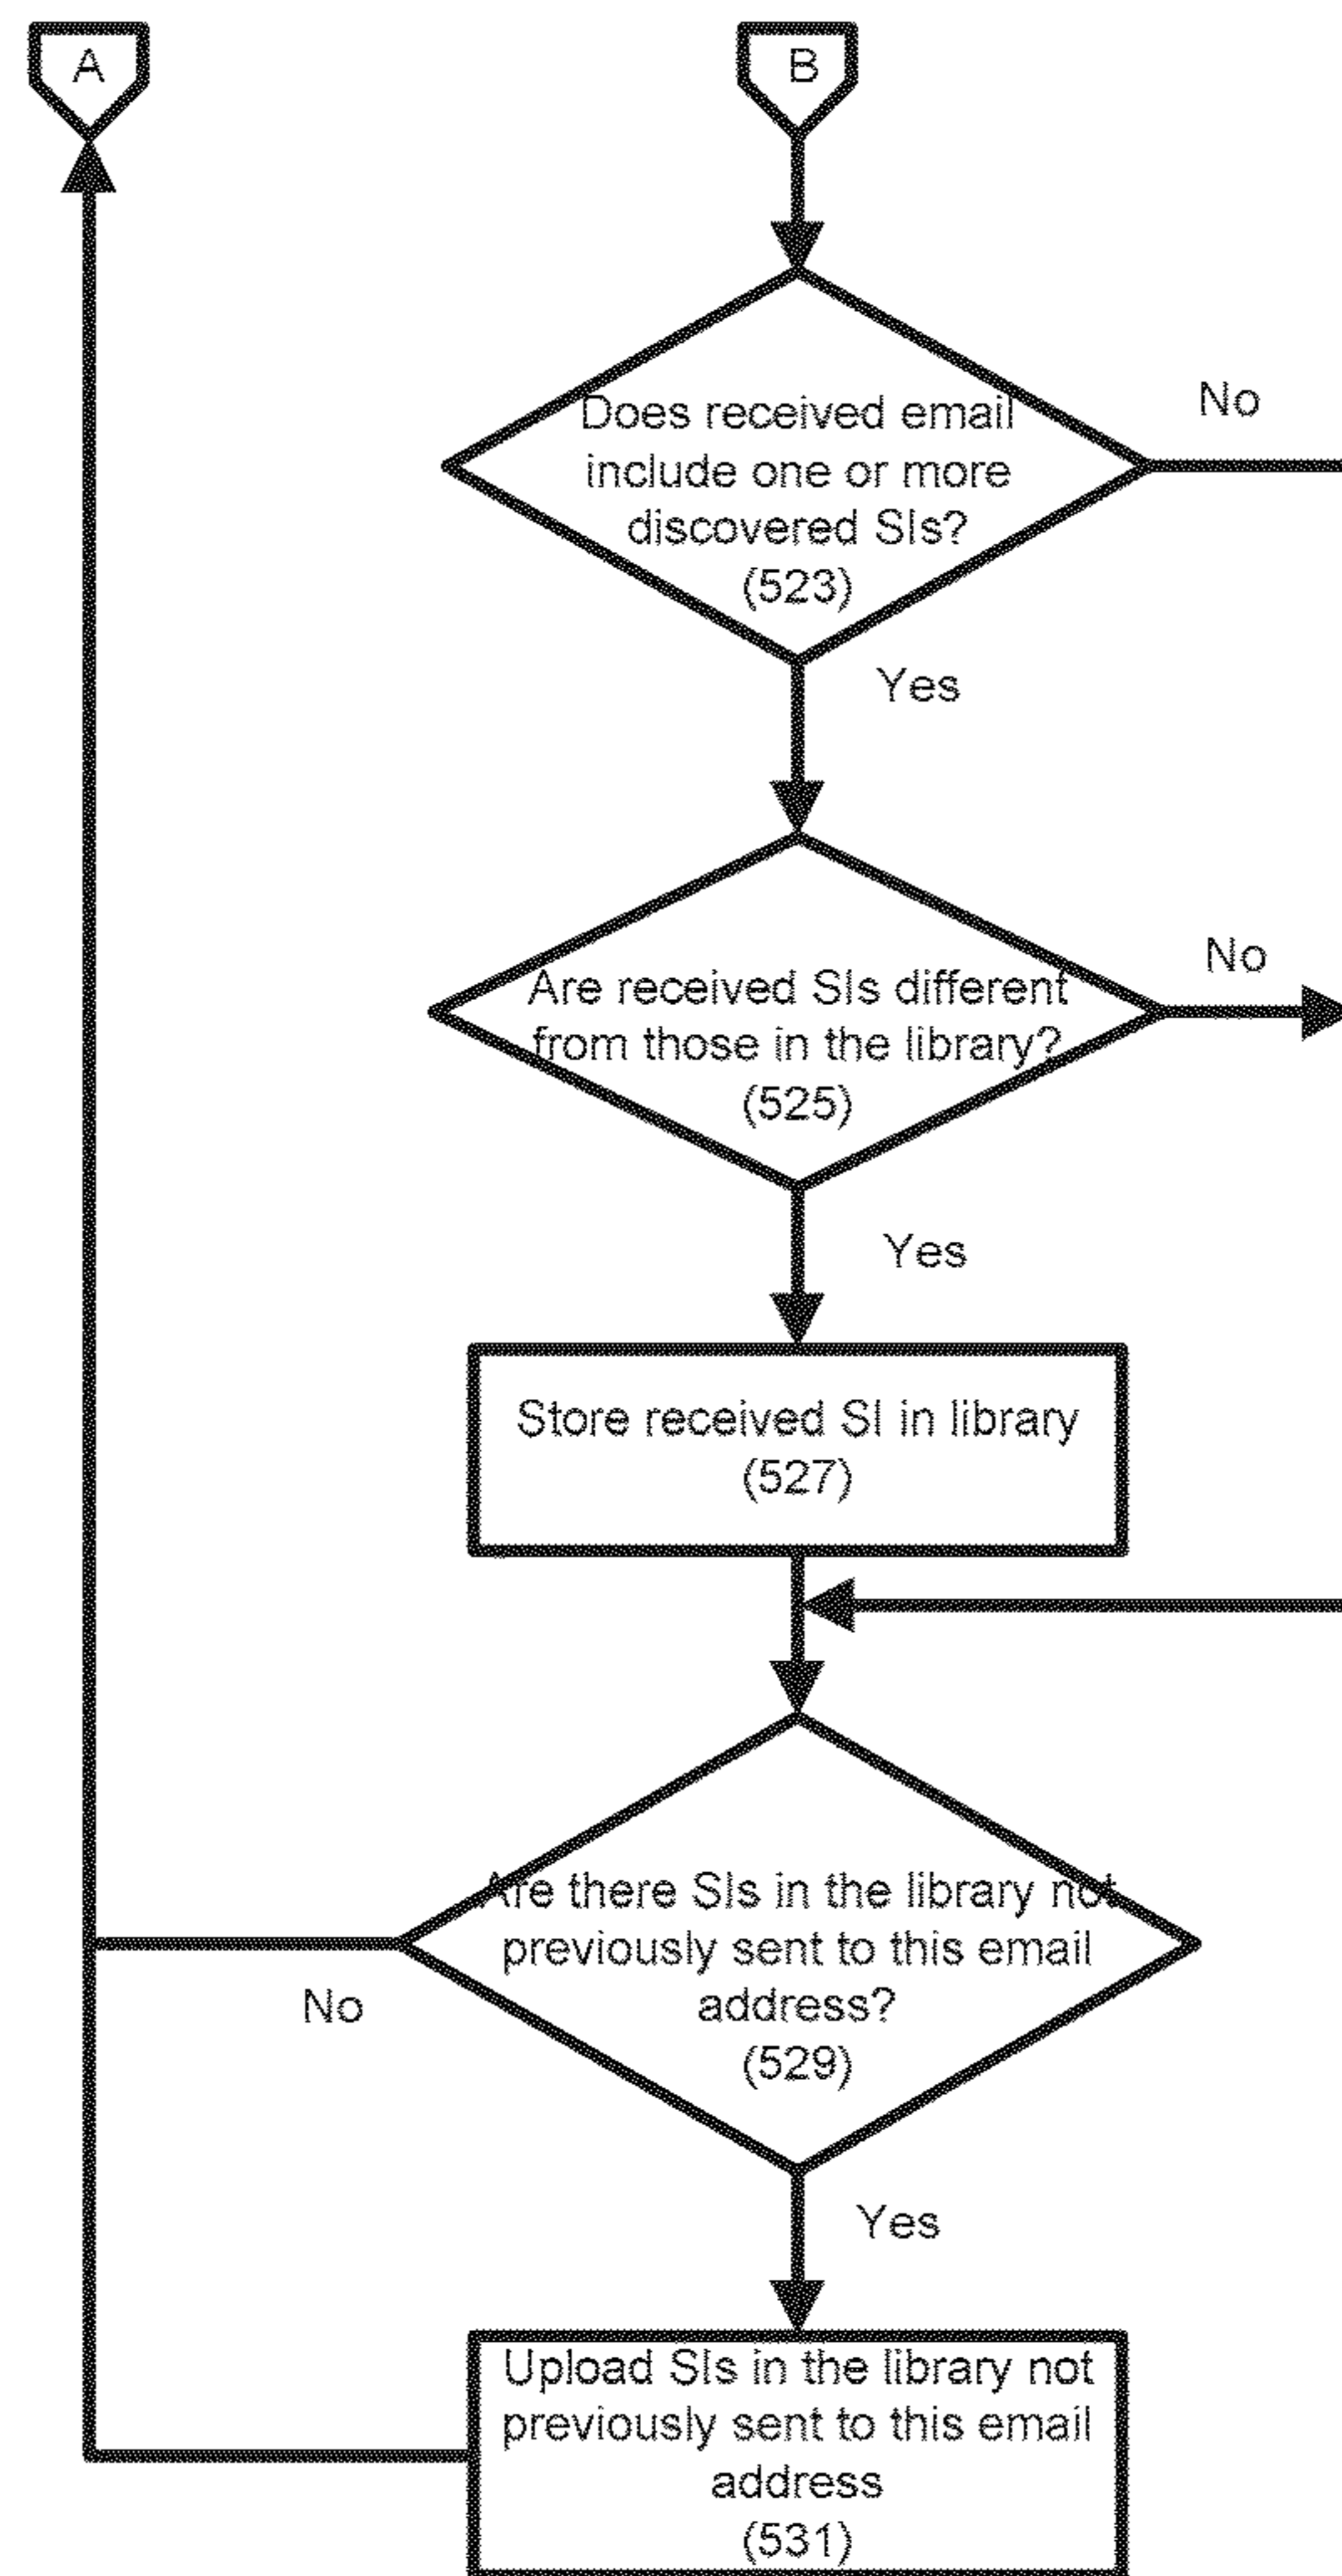 A
B
Does received email
include one or more
discovered SIs?
(523)
No
Yes
Are received SIs different
from those in the library?
(525)
No
Yes
Store received SI in library
(527)
Are there SIs in the library not
previously sent to this email
address?
(529)
No
Yes
Upload SIs in the library not
previously sent to this email
address
(531)